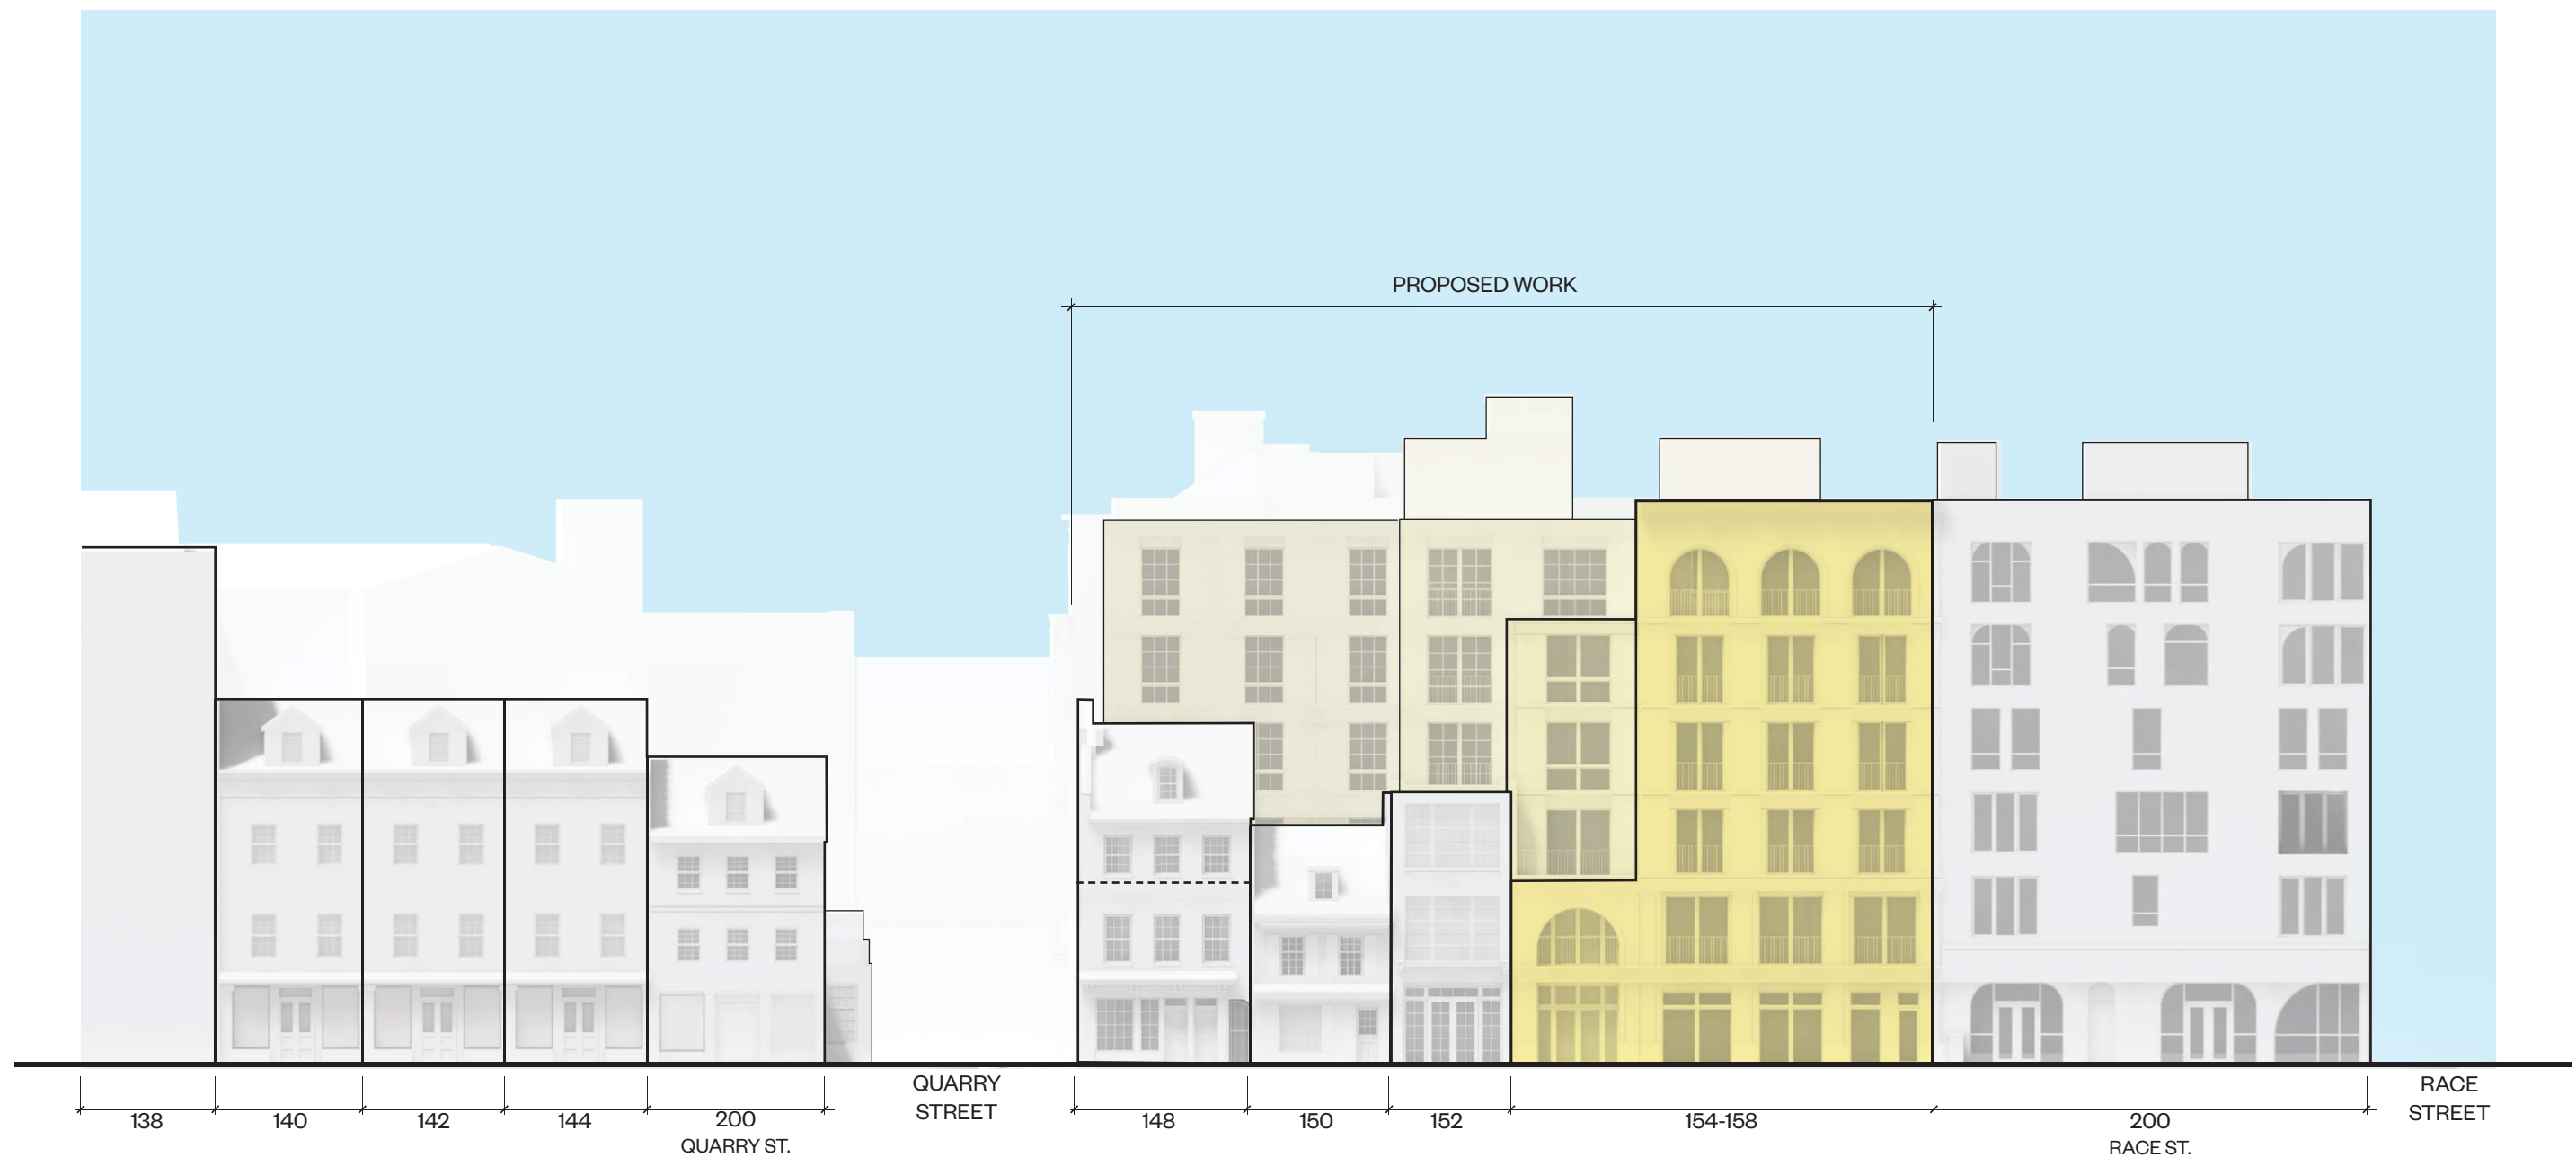 PROPOSED WORK
QUARRY
STREET
RACE
STREET
138
140
142
144
200
QUARRY ST.
148
150
152
154-158
200
RACE ST.